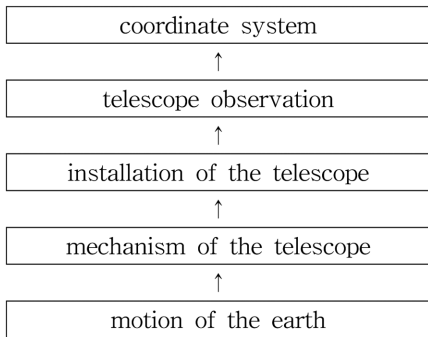 coordinate system
↑
telescope observation
↑
installation of the telescope
↑
mechanism of the telescope
↑
motion of the earth